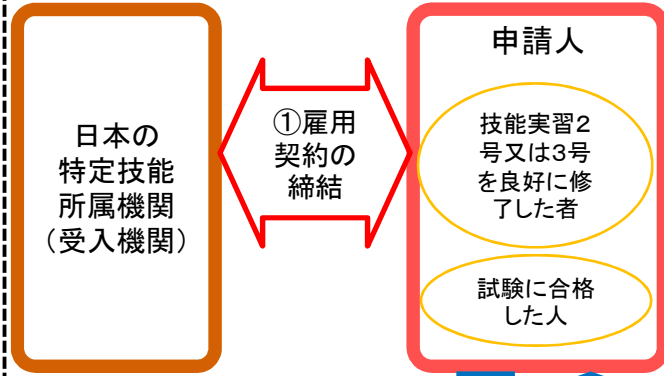 日本の
特定技能
所属機関
（受入機関）
①雇用
契約の
締結
申請人
技能実習２
号又は３号
を良好に修
了した者
試験に合格
した人